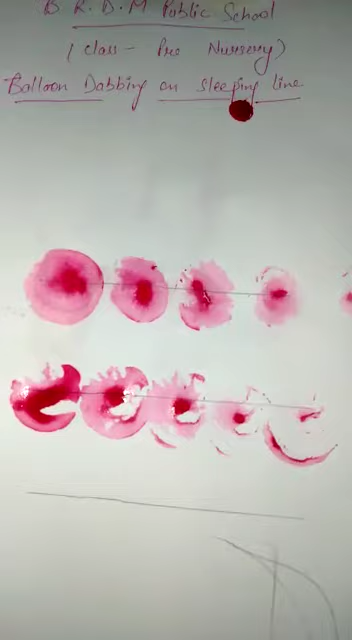 B R D M Public School
(Class - Pre Nursery)
Balloon Dabbing on sleeping line